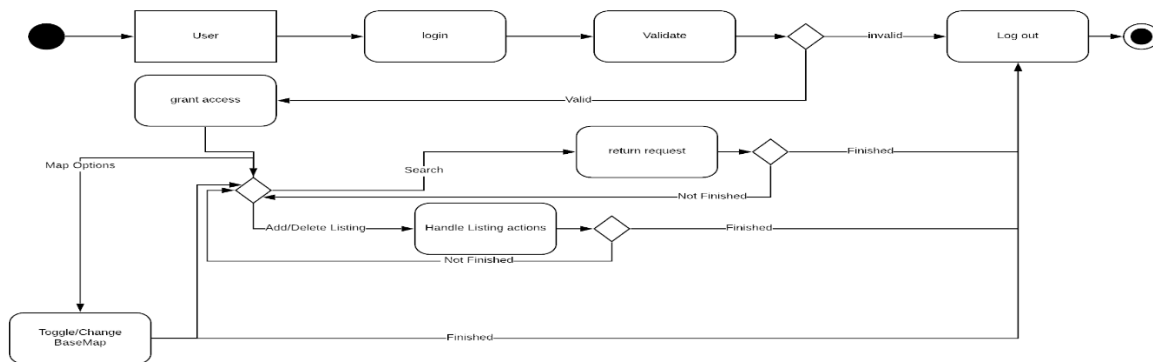 User
login
Validate
invalid
Log out
grant access
Valid
Map Options
return request
Finished
Search
Not Finished
Add/Delete Listing
Handle Listing actions
Finished
Not Finished
Toggle/Change
BaseMap
Finished